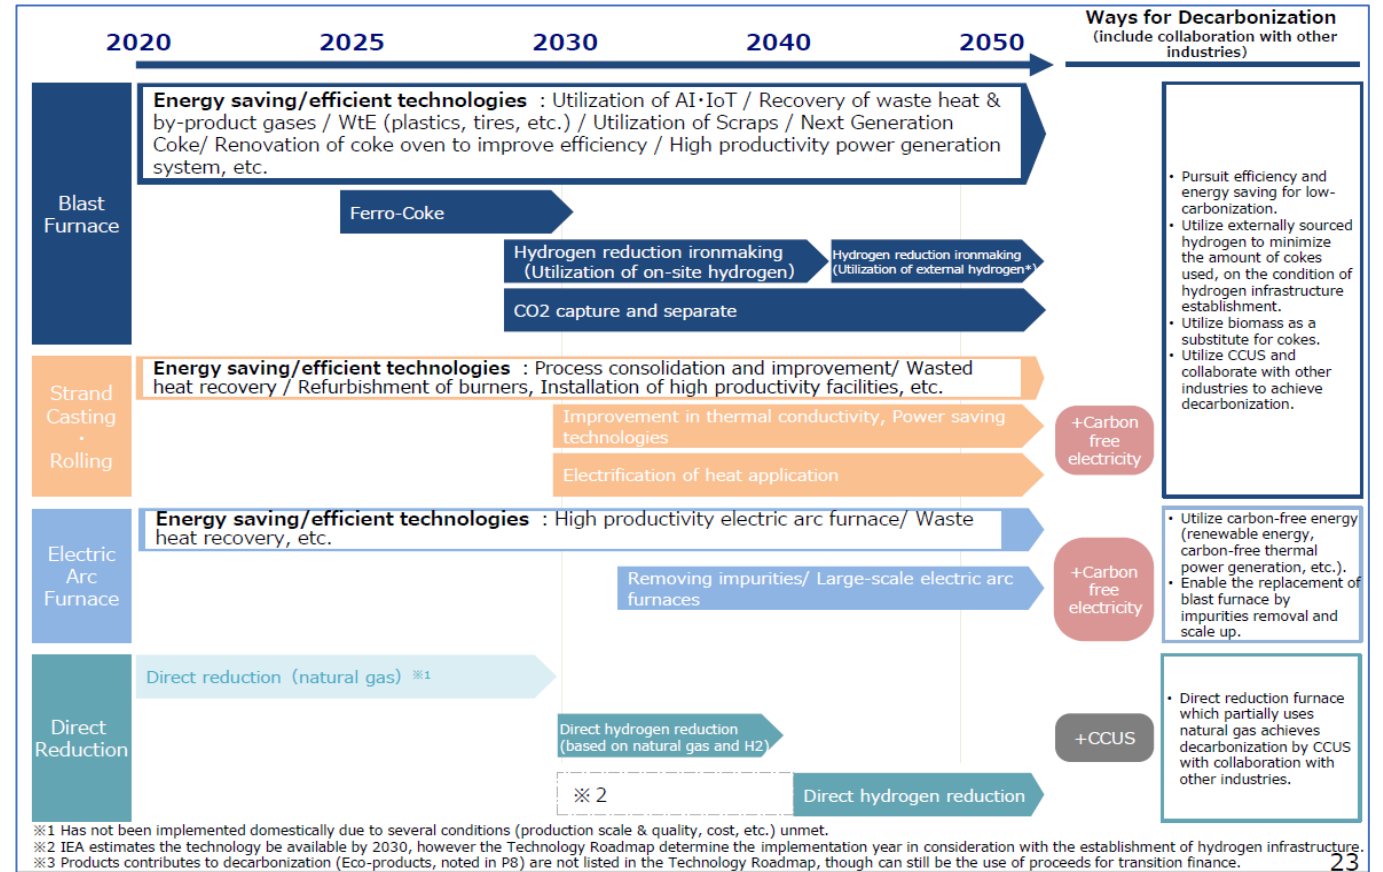 2020
2025
2030
2040
2050
Ways for Decarbonization
(include collaboration with other
industries)
Blast
Furnace
Energy saving/efficient technologies : Utilization of AI･IoT / Recovery of waste heat &
by-product gases / WtE (plastics, tires, etc.) / Utilization of Scraps / Next Generation
Coke/ Renovation of coke oven to improve efficiency / High productivity power generation
system, etc.
Ferro-Coke
Hydrogen reduction ironmaking
（Utilization of on-site hydrogen）
Hydrogen reduction ironmaking
(Utilization of external hydrogen*)
CO2 capture and separate
• Pursuit efficiency and
energy saving for low-
carbonization.
• Utilize externally sourced
hydrogen to minimize
the amount of cokes
used, on the condition of
hydrogen infrastructure
establishment.
• Utilize biomass as a
substitute for cokes.
• Utilize CCUS and
collaborate with other
industries to achieve
decarbonization.
Strand
Casting
・
Rolling
Energy saving/efficient technologies : Process consolidation and improvement/ Wasted
heat recovery / Refurbishment of burners, Installation of high productivity facilities, etc.
Improvement in thermal conductivity, Power saving
technologies
Electrification of heat application
+Carbon
free
electricity
Electric
Arc
Furnace
Energy saving/efficient technologies : High productivity electric arc furnace/ Waste
heat recovery, etc.
Removing impurities/ Large-scale electric arc
furnaces
+Carbon
free
electricity
• Utilize carbon-free energy
(renewable energy,
carbon-free thermal
power generation, etc.).
• Enable the replacement of
blast furnace by
impurities removal and
scale up.
Direct
Reduction
Direct reduction（natural gas）※1
Direct hydrogen reduction
(based on natural gas and H2)
※ 2
Direct hydrogen reduction
+CCUS
• Direct reduction furnace
which partially uses
natural gas achieves
decarbonization by CCUS
with collaboration with
other industries.
※1 Has not been implemented domestically due to several conditions (production scale & quality, cost, etc.) unmet.
※2 IEA estimates the technology be available by 2030, however the Technology Roadmap determine the implementation year in consideration with the establishment of hydrogen infrastructure.
※3 Products contributes to decarbonization (Eco-products, noted in P8) are not listed in the Technology Roadmap, though can still be the use of proceeds for transition finance.
23